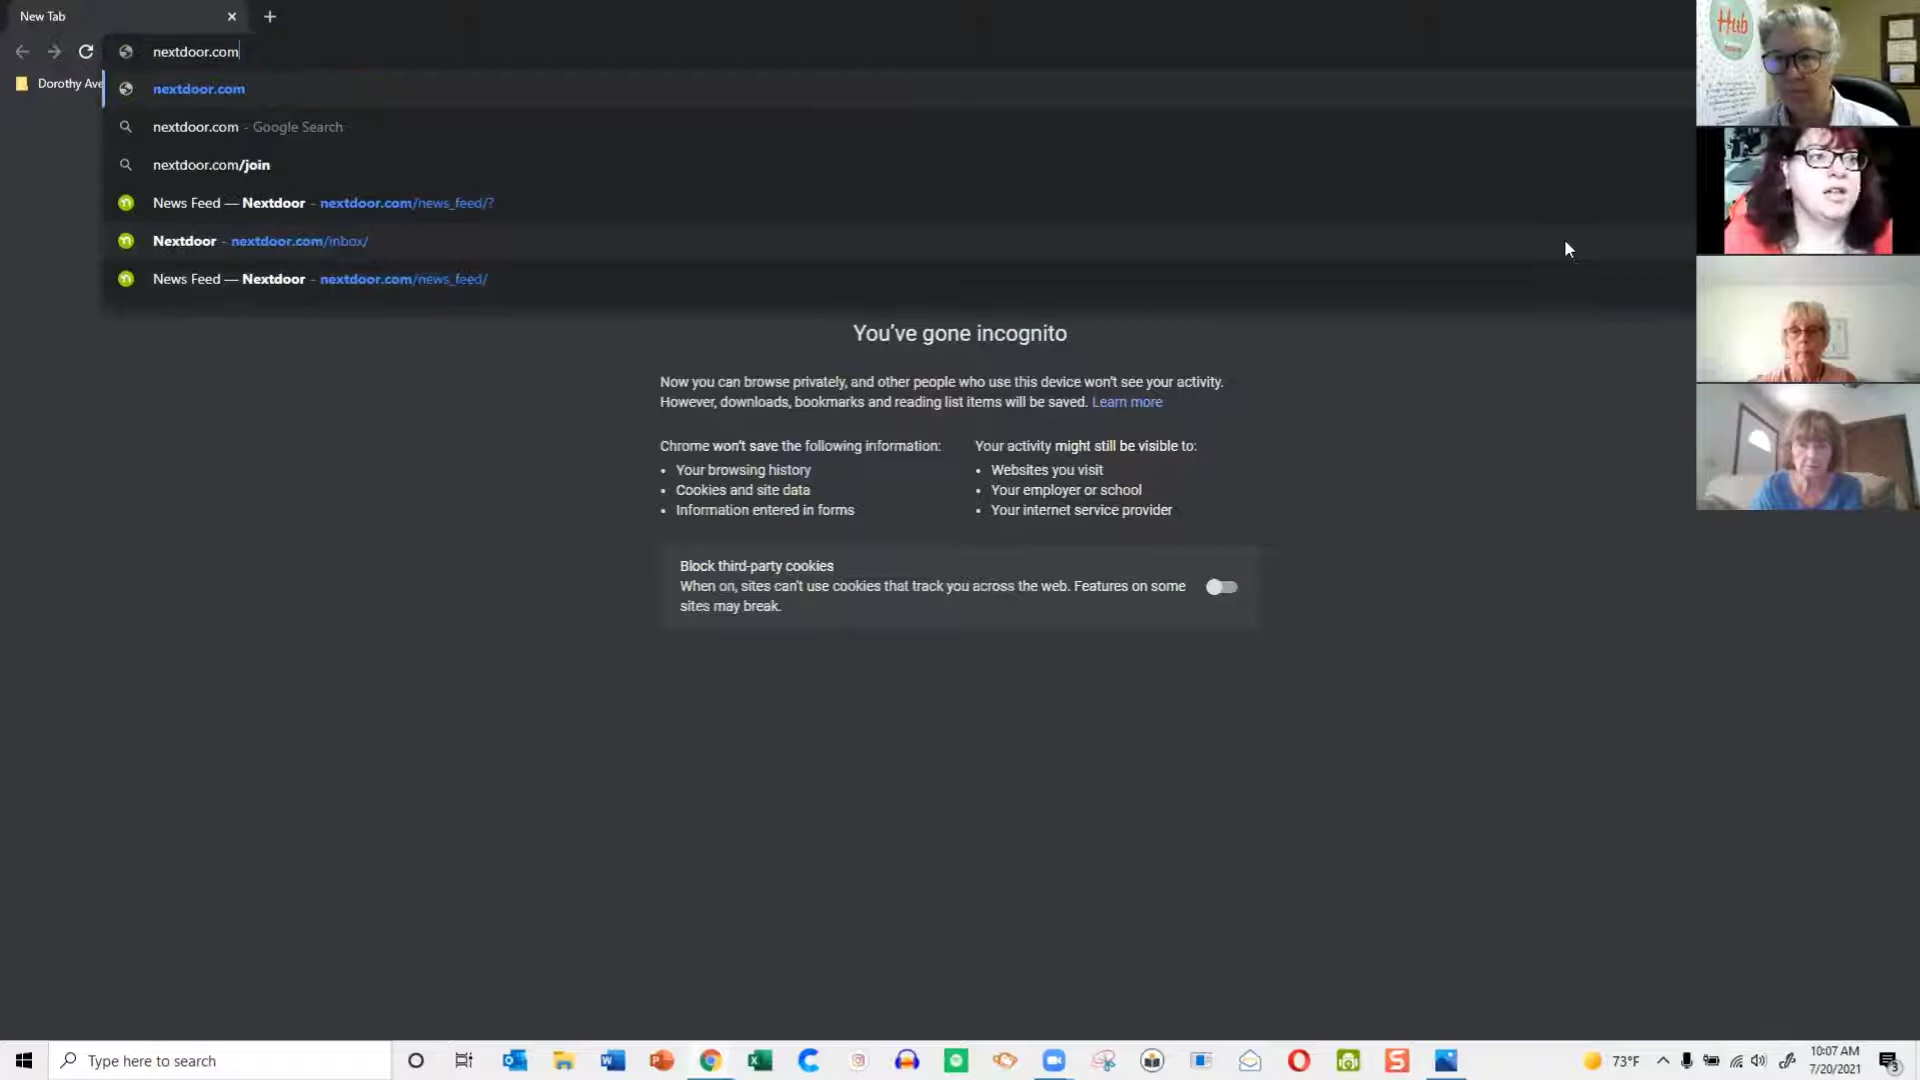 New Tab
nextdoor.com
Dorothy Ave
nextdoor.com
nextdoor.com - Google Search
nextdoor.com/join
News Feed — Nextdoor - nextdoor.com/news_feed/?
Nextdoor - nextdoor.com/inbox/
News Feed — Nextdoor - nextdoor.com/news_feed/
You've gone incognito
Now you can browse privately, and other people who use this device won't see your activity.
However, downloads, bookmarks and reading list items will be saved. Learn more
Chrome won't save the following information:
• Your browsing history
• Cookies and site data
• Information entered in forms
Your activity might still be visible to:
• Websites you visit
• Your employer or school
• Your internet service provider
Block third-party cookies
When on, sites can't use cookies that track you across the web. Features on some
sites may break.
Hub
Type here to search
73°F
10:07 AM
7/20/2021
3